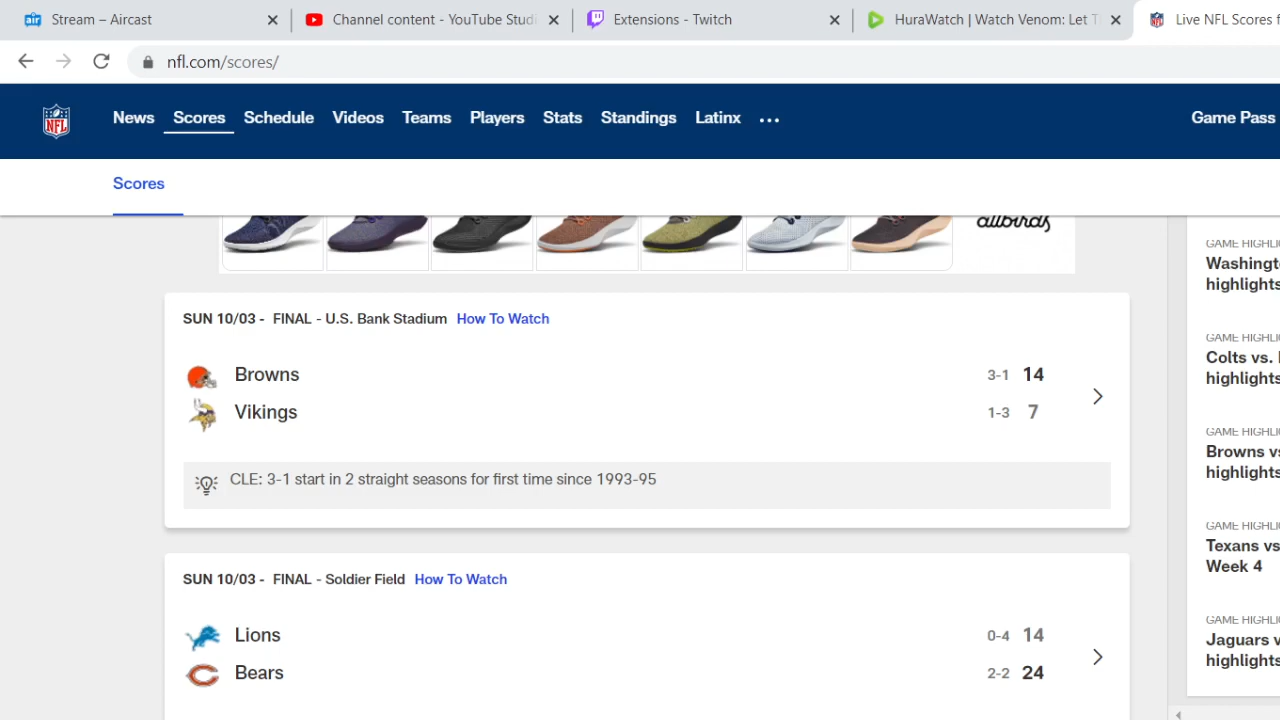 Stream – Aircast
Channel content - YouTube Studi
Extensions - Twitch
HuraWatch | Watch Venom: Let T
Live NFL Scores f
nfl.com/scores/
NFL
News Scores Schedule Videos Teams Players Stats Standings Latinx ...
Game Pass
Scores
allbirds
SUN 10/03 - FINAL - U.S. Bank Stadium How To Watch
Browns 3-1 14
Vikings 1-3 7
CLE: 3-1 start in 2 straight seasons for first time since 1993-95
SUN 10/03 - FINAL - Soldier Field How To Watch
Lions 0-4 14
Bears 2-2 24
GAME HIGHLI
Washingto
highlights
GAME HIGHLI
Colts vs.
highlights
GAME HIGHLI
Browns vs
highlights
GAME HIGHLI
Texans vs
Week 4
GAME HIGHLI
Jaguars v
highlights